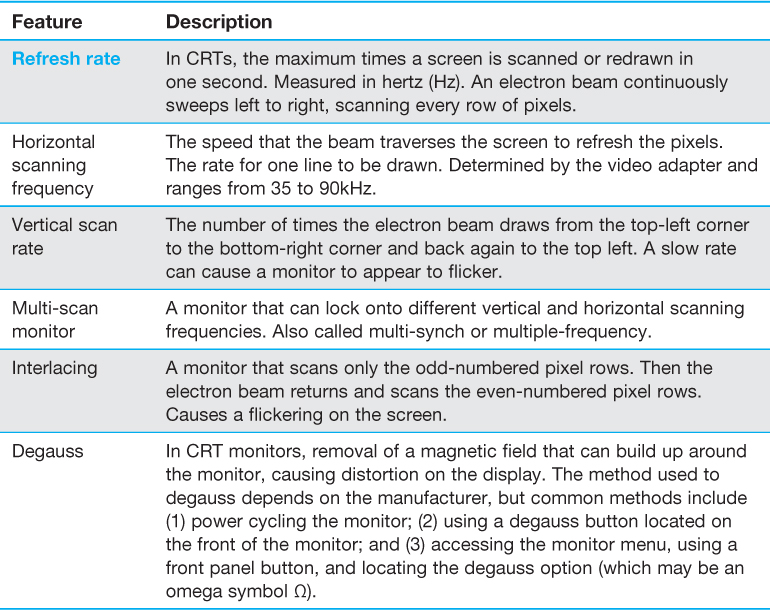 Feature Description
Refresh rate In CRTs, the maximum times a screen is scanned or redrawn in
one second. Measured in hertz (Hz). An electron beam continuously
sweeps left to right, scanning every row of pixels.
Horizontal The speed that the beam traverses the screen to refresh the pixels.
scanning The rate for one line to be drawn. Determined by the video adapter and
frequency ranges from 35 to 90kHz.
Vertical scan The number of times the electron beam draws from the top-left corner
rate to the bottom-right corner and back again to the top left. A slow rate
can cause a monitor to appear to flicker.
Multi-scan A monitor that can lock onto different vertical and horizontal scanning
monitor frequencies. Also called multi-synch or multiple-frequency.
Interlacing A monitor that scans only the odd-numbered pixel rows. Then the
electron beam returns and scans the even-numbered pixel rows.
Causes a flickering on the screen.
Degauss In CRT monitors, removal of a magnetic field that can build up around
the monitor, causing distortion on the display. The method used to
degauss depends on the manufacturer, but common methods include
(1) power cycling the monitor; (2) using a degauss button located on
the front of the monitor; and (3) accessing the monitor menu, using a
front panel button, and locating the degauss option (which may be an
omega symbol Ω).